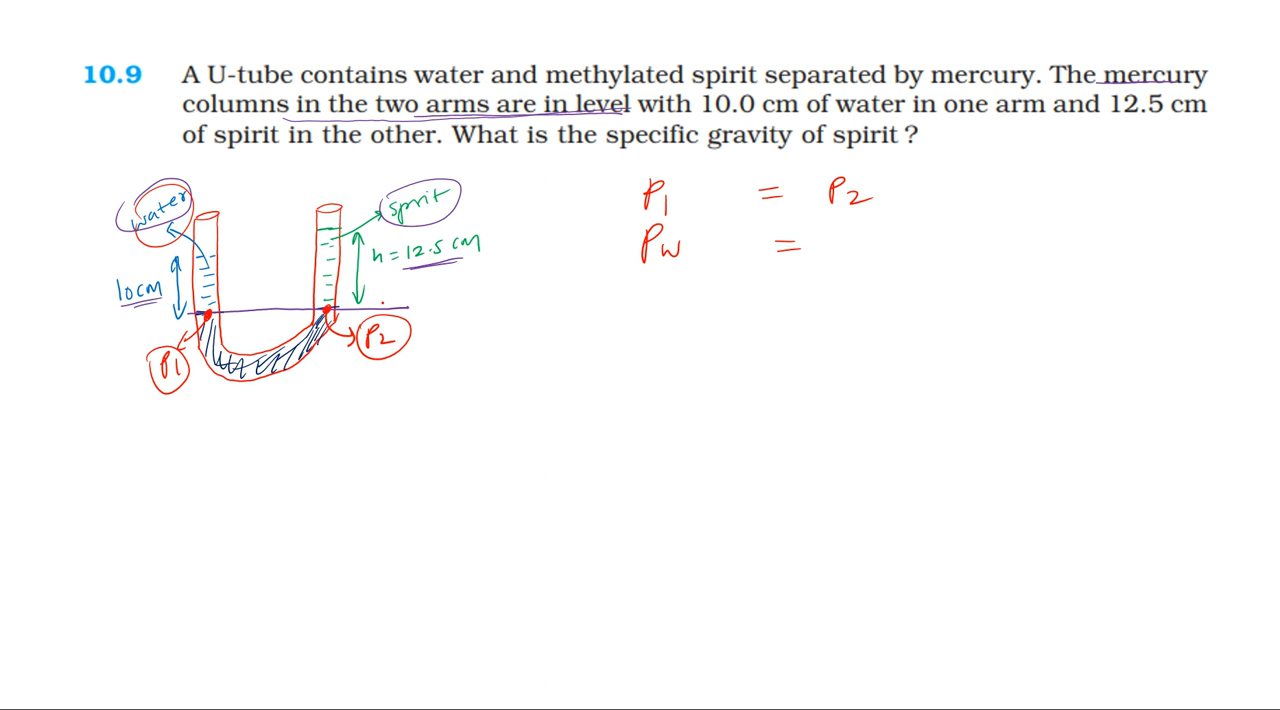 10.9 A U-tube contains water and methylated spirit separated by mercury. The mercury
columns in the two arms are in level with 10.0 cm of water in one arm and 12.5 cm
of spirit in the other. What is the specific gravity of spirit ?
water
spirit
P1 = P2
h = 12.5 cm
Pw =
10cm
P2
P1